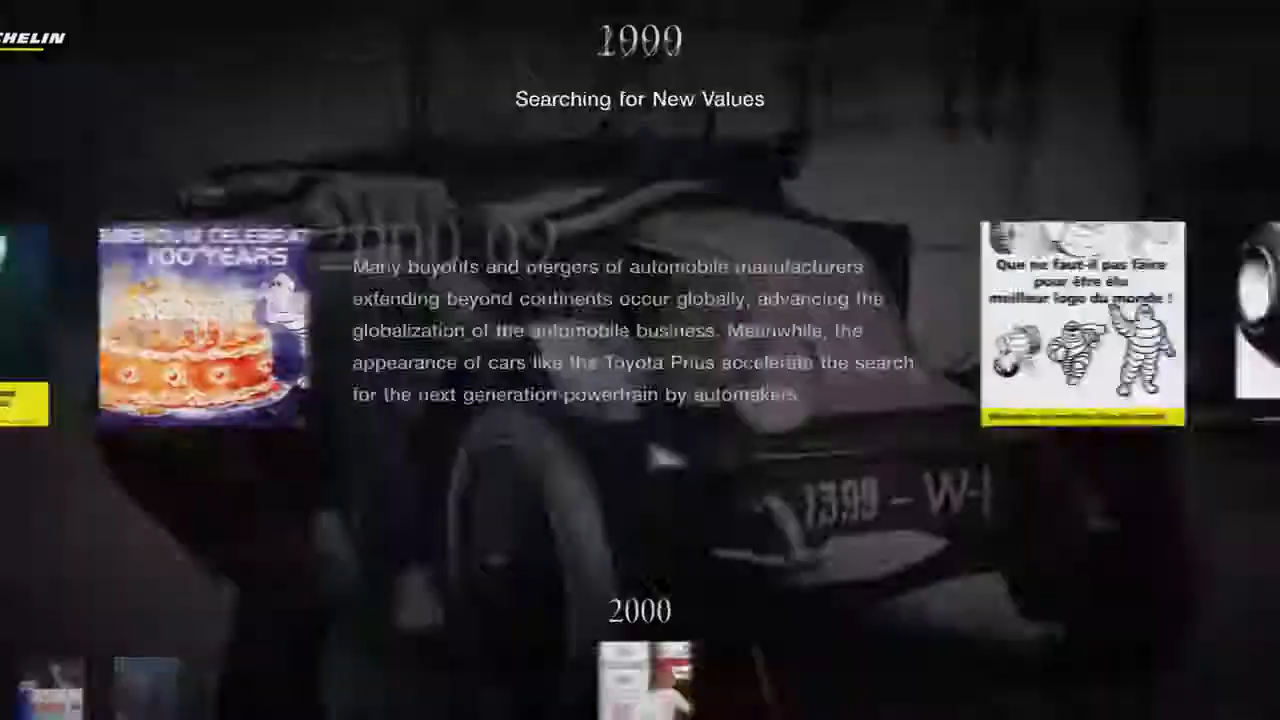 CHELIN
Searching for New Values
CELEBRAT
100 YEARS
Many buyouts and mergers of automobile manufacturers
extending beyond continents occur globally, advancing the
globalization of the automobile business. Meanwhile, the
appearance of cars like the Toyota Prius accelerate the search
for the next generation powertrain by automakers.
Que ne faut-il pas faire
pour être élu
meilleur logo du monde !
1399 - W-
2000